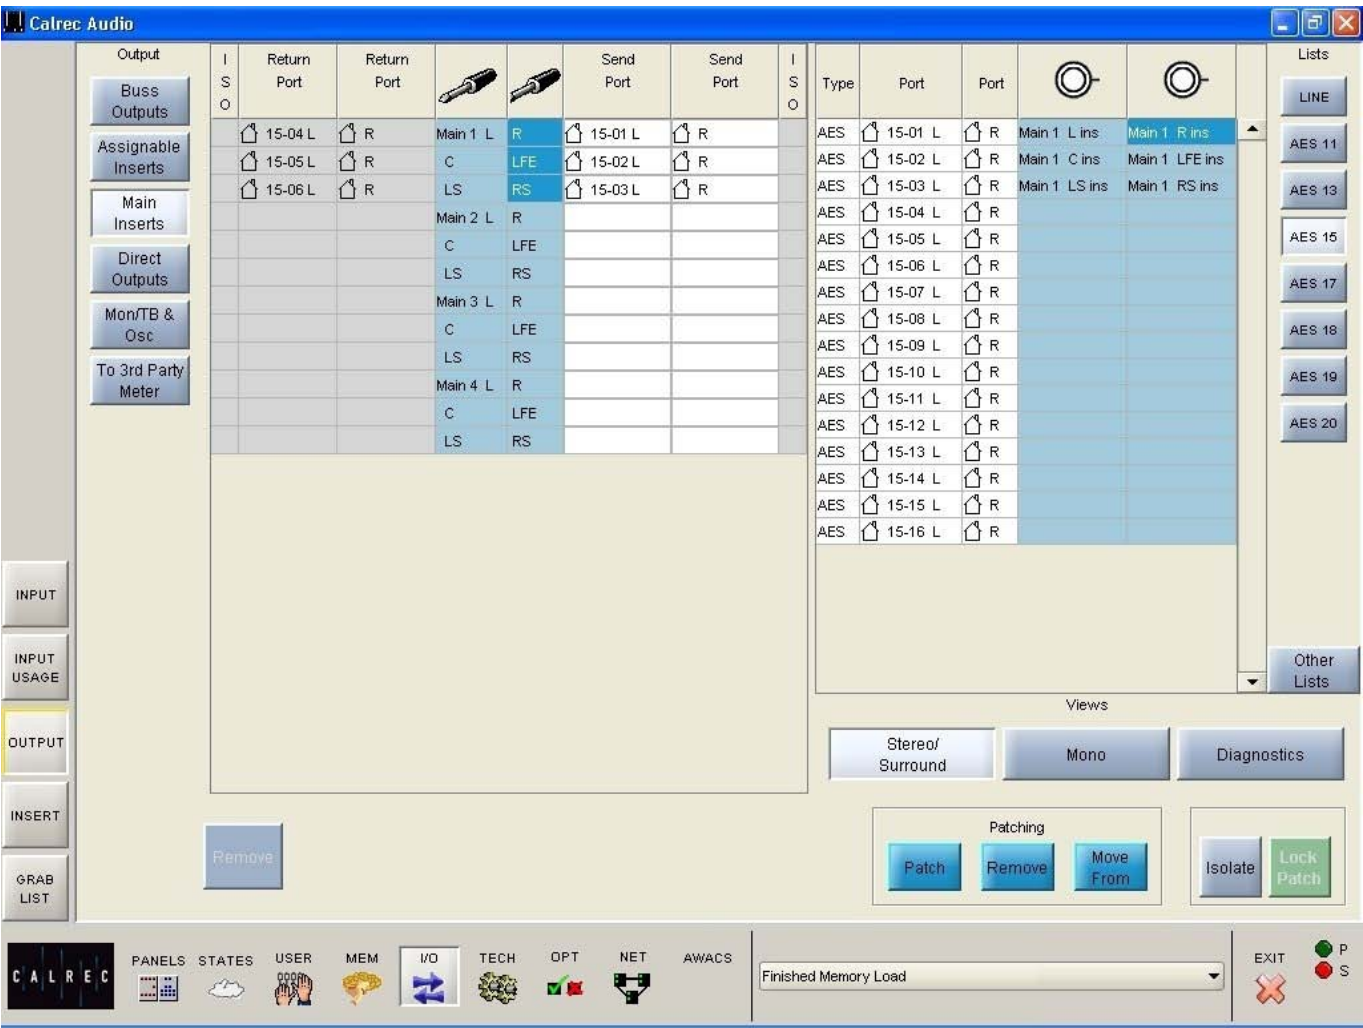 Calrec Audio
Output
Buss
Outputs
Assignable
Inserts
Main
Inserts
Direct
Outputs
Mon/TB &
Osc
To 3rd Party
Meter
I
S
O
Return
Port
Return
Port
Send
Port
Send
Port
I
S
O
15-04 L R Main 1 L R 15-01 L R
15-05 L R C LFE 15-02 L R
15-06 L R LS RS 15-03 L R
Main 2 L R
C LFE
LS RS
Main 3 L R
C LFE
LS RS
Main 4 L R
C LFE
LS RS
Type Port Port
AES 15-01 L R Main 1 L ins Main 1 R ins
AES 15-02 L R Main 1 C ins Main 1 LFE ins
AES 15-03 L R Main 1 LS ins Main 1 RS ins
AES 15-04 L R
AES 15-05 L R
AES 15-06 L R
AES 15-07 L R
AES 15-08 L R
AES 15-09 L R
AES 15-10 L R
AES 15-11 L R
AES 15-12 L R
AES 15-13 L R
AES 15-14 L R
AES 15-15 L R
AES 15-16 L R
Lists
LINE
AES 11
AES 13
AES 15
AES 17
AES 18
AES 19
AES 20
Other
Lists
INPUT
INPUT
USAGE
OUTPUT
INSERT
GRAB
LIST
Views
Stereo/
Surround
Mono
Diagnostics
Remove
Patching
Patch
Remove
Move
From
Isolate
Lock
Patch
CALREC
PANELS
STATES
USER
MEM
I/O
TECH
OPT
NET
AWACS
Finished Memory Load
EXIT
P
S